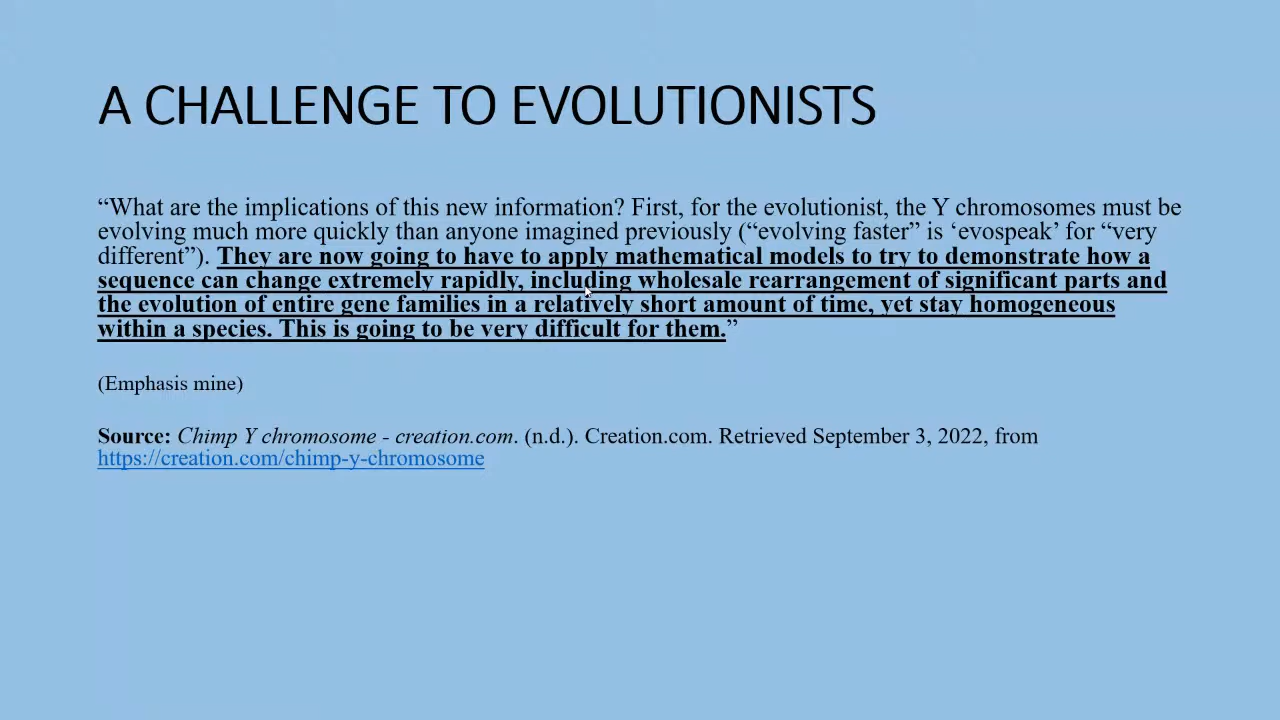 A CHALLENGE TO EVOLUTIONISTS
“What are the implications of this new information? First, for the evolutionist, the Y chromosomes must be
evolving much more quickly than anyone imagined previously (“evolving faster” is ‘evospeak’ for “very
different”). They are now going to have to apply mathematical models to try to demonstrate how a
sequence can change extremely rapidly, including wholesale rearrangement of significant parts and
the evolution of entire gene families in a relatively short amount of time, yet stay homogeneous
within a species. This is going to be very difficult for them.”
(Emphasis mine)
Source: Chimp Y chromosome - creation.com. (n.d.). Creation.com. Retrieved September 3, 2022, from
https://creation.com/chimp-y-chromosome